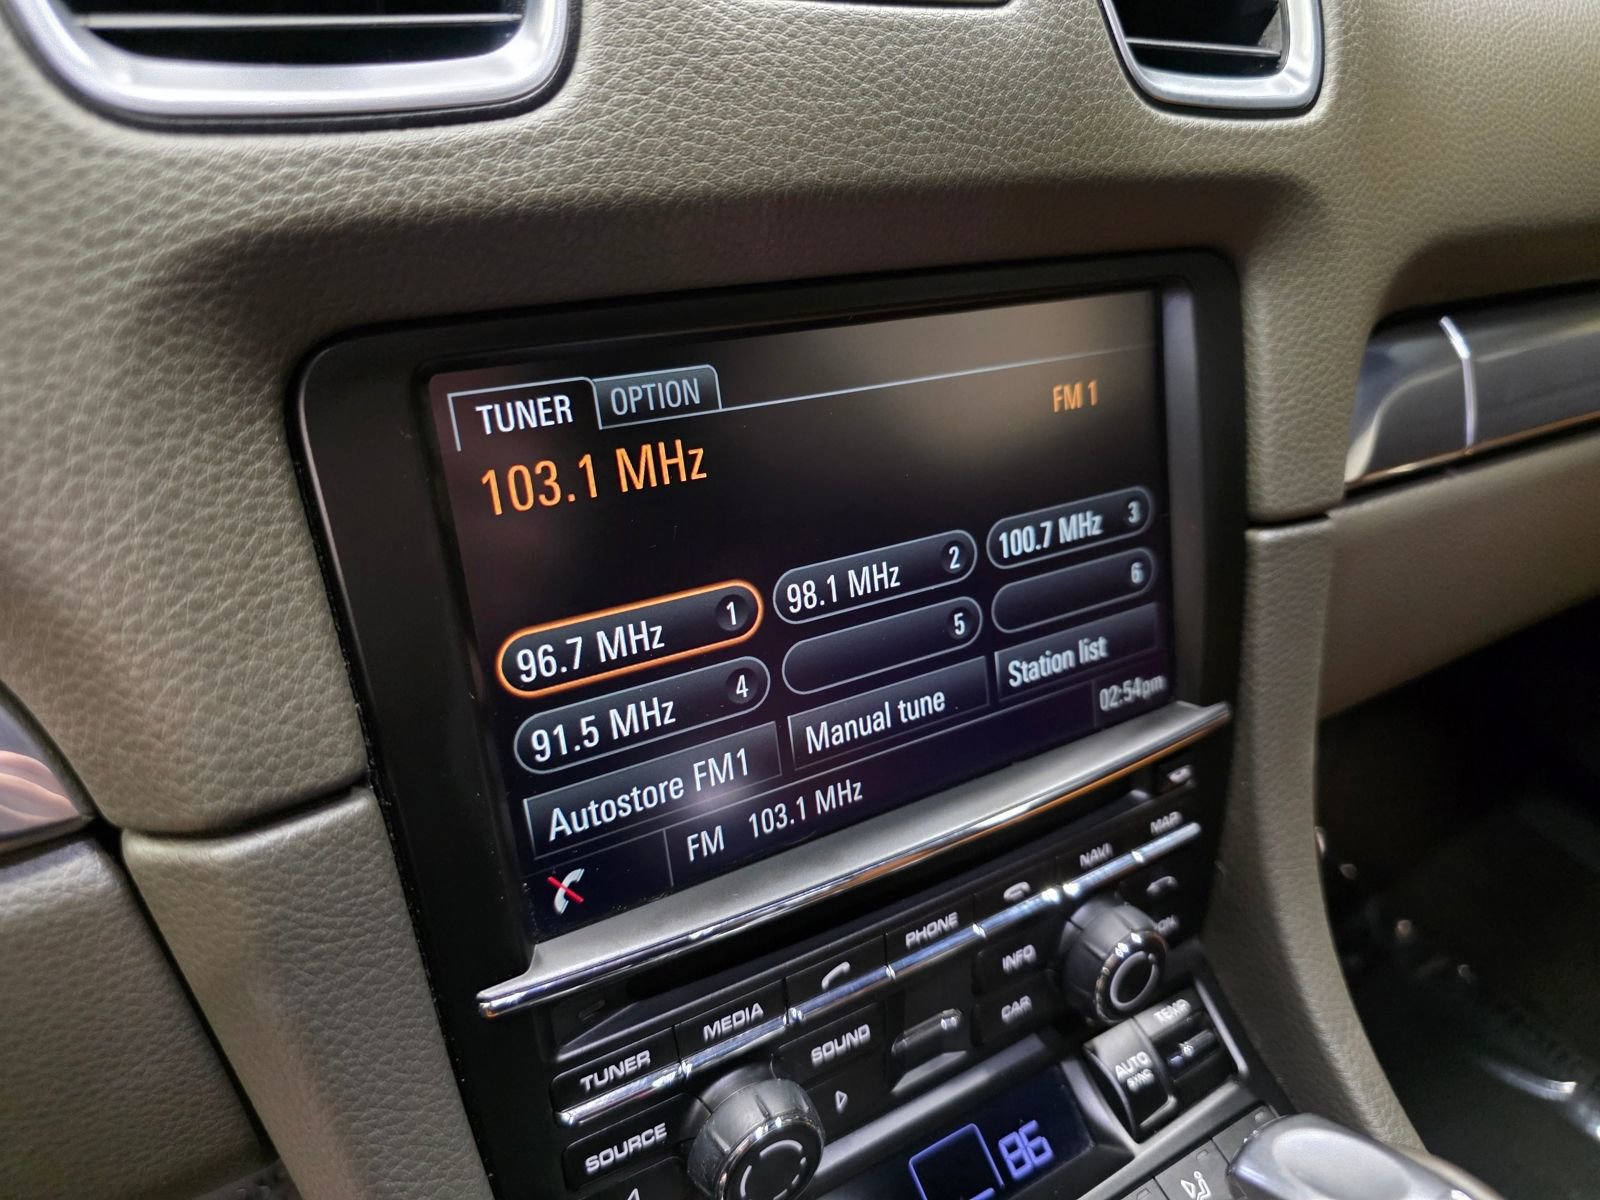 TUNER OPTION
103.1 MHz
FM 1
96.7 MHz 1
98.1 MHz 2
100.7 MHz 3
91.5 MHz 4
5
6
Autostore FM1
Manual tune
Station list
FM 103.1 MHz
02:54pm
TUNER
MEDIA
PHONE
NAVI
MAP
SOURCE
SOUND
INFO
CAR
TEMP
AUTO
SYNC
86